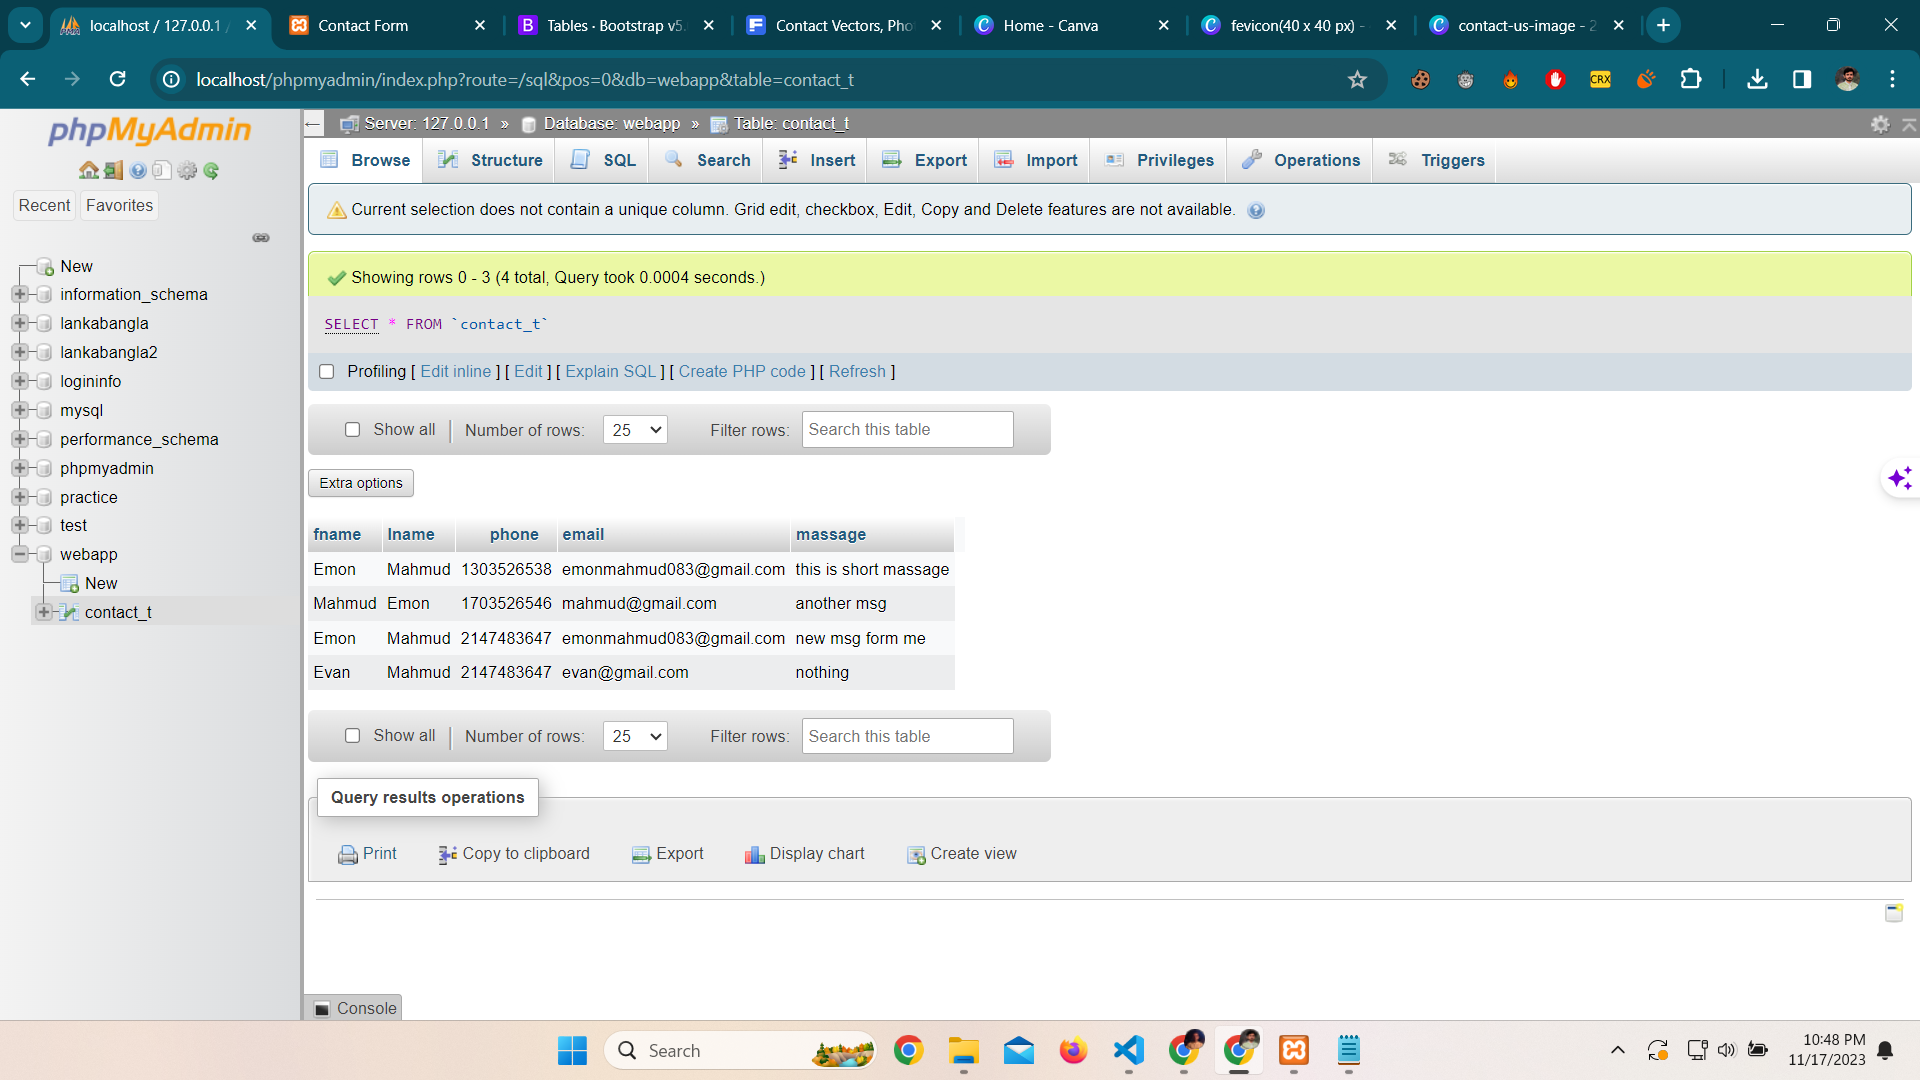 localhost / 127.0.0.1 /
Contact Form
Tables · Bootstrap v5.
Contact Vectors, Pho
Home - Canva
fevicon(40 x 40 px) -
contact-us-image - 2
localhost/phpmyadmin/index.php?route=/sql&pos=0&db=webapp&table=contact_t
CRX
phpMyAdmin
Recent
Favorites
New
information_schema
lankabangla
lankabangla2
logininfo
mysql
performance_schema
phpmyadmin
practice
test
webapp
New
contact_t
Server: 127.0.0.1 » Database: webapp » Table: contact_t
Browse Structure SQL Search Insert Export Import Privileges Operations Triggers
Current selection does not contain a unique column. Grid edit, checkbox, Edit, Copy and Delete features are not available.
Showing rows 0 - 3 (4 total, Query took 0.0004 seconds.)
SELECT * FROM `contact_t`
Profiling [ Edit inline ] [ Edit ] [ Explain SQL ] [ Create PHP code ] [ Refresh ]
Show all | Number of rows: 25 Filter rows: Search this table
Extra options
fname lname phone email massage
Emon Mahmud 1303526538 emonmahmud083@gmail.com this is short massage
Mahmud Emon 1703526546 mahmud@gmail.com another msg
Emon Mahmud 2147483647 emonmahmud083@gmail.com new msg form me
Evan Mahmud 2147483647 evan@gmail.com nothing
Show all | Number of rows: 25 Filter rows: Search this table
Query results operations
Print Copy to clipboard Export Display chart Create view
Console
Search
10:48 PM
11/17/2023